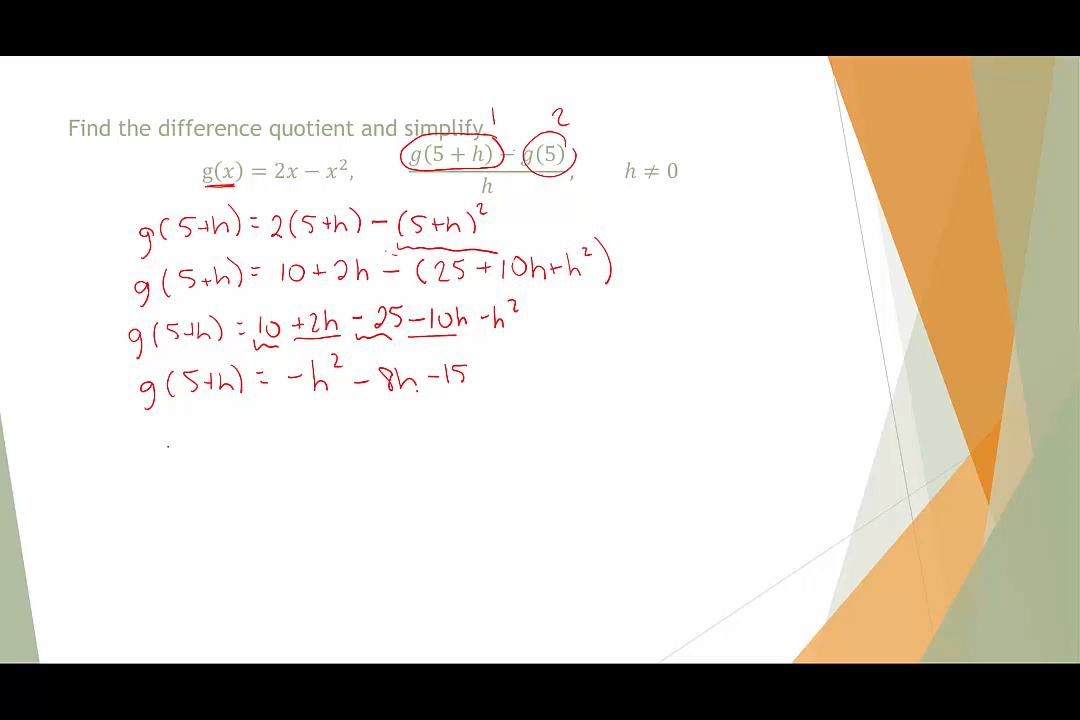 1 2
Find the difference quotient and simplify.
g(x) = 2x − x², g(5 + h) − g(5) / h, h ≠ 0
g(5+h) = 2(5+h) − (5+h)²
g(5+h) = 10 + 2h − (25 + 10h + h²)
g(5+h) = 10 + 2h − 25 − 10h − h²
g(5+h) = −h² − 8h − 15